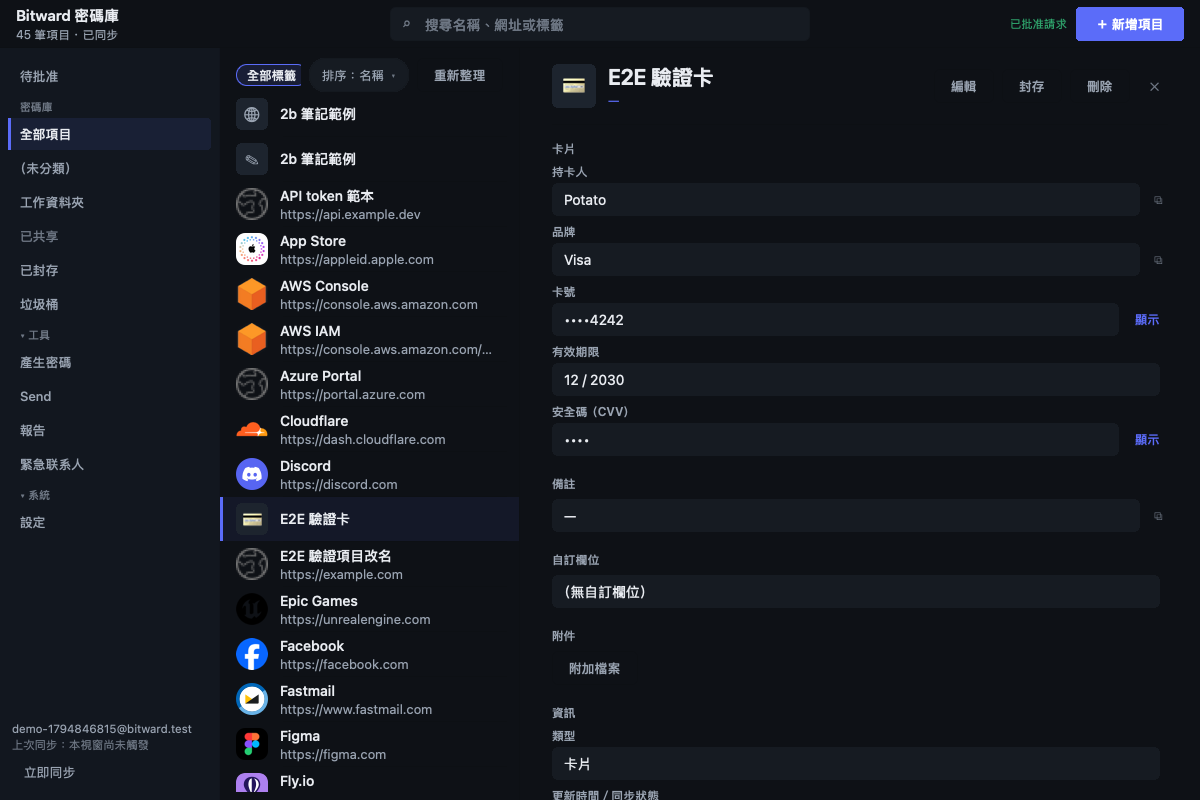 Bitward 密碼庫
45 筆項目 · 已同步
搜尋名稱、網址或標籤
已批准請求
+ 新增項目
待批准
密碼庫
全部項目
(未分類)
工作資料夾
已共享
已封存
垃圾桶
工具
產生密碼
Send
報告
緊急联系人
系統
設定
demo-1794846815@bitward.test
上次同步：本視窗尚未觸發
立即同步
全部標籤
排序：名稱
重新整理
2b 筆記範例
2b 筆記範例
API token 範本
https://api.example.dev
App Store
https://appleid.apple.com
AWS Console
https://console.aws.amazon.com
AWS IAM
https://console.aws.amazon.com/...
Azure Portal
https://portal.azure.com
Cloudflare
https://dash.cloudflare.com
Discord
https://discord.com
E2E 驗證卡
E2E 驗證項目改名
https://example.com
Epic Games
https://unrealengine.com
Facebook
https://facebook.com
Fastmail
https://www.fastmail.com
Figma
https://figma.com
Fly.io
E2E 驗證卡
—
編輯
封存
刪除
卡片
持卡人
Potato
品牌
Visa
卡號
••••4242
顯示
有效期限
12 / 2030
安全碼 (CVV)
••••
顯示
備註
—
自訂欄位
(無自訂欄位)
附件
附加檔案
資訊
類型
卡片
更新時間 / 同步狀態